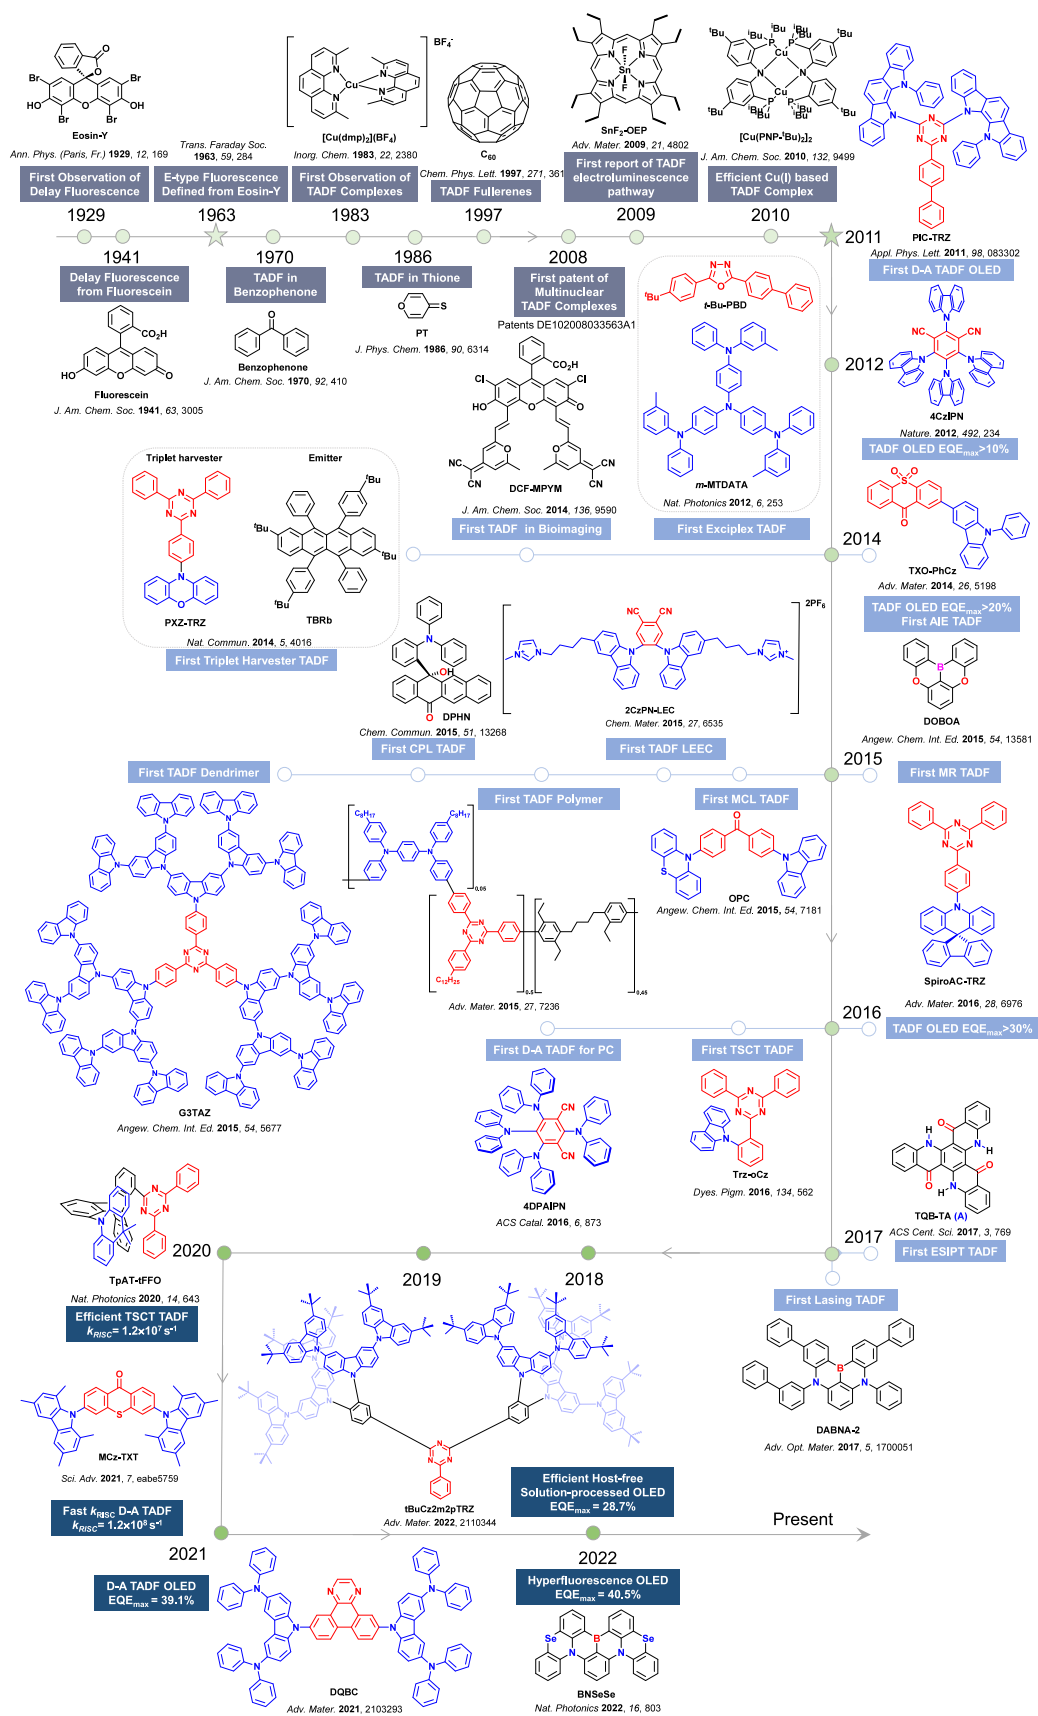 Eosin-Y
Ann. Phys. (Paris, Fr.) 1929, 12, 169
First Observation of
Delay Fluorescence
1929
Trans. Faraday Soc.
1963, 59, 284
E-type Fluorescence
Defined from Eosin-Y
1963
[Cu(dmp)₂](BF₄)
BF₄⁻
Inorg. Chem. 1983, 22, 2380
First Observation of
TADF Complexes
1983
C₆₀
Chem. Phys. Lett. 1997, 271, 361
TADF Fullerenes
1997
SnF₂-OEP
Adv. Mater. 2009, 21, 4802
First report of TADF
electroluminescence
pathway
2009
[Cu(PNP-ᵗBu)₂]₂
J. Am. Chem. Soc. 2010, 132, 9499
Efficient Cu(I) based
TADF Complex
2010
PIC-TRZ
2011
Appl. Phys. Lett. 2011, 98, 083302
First D-A TADF OLED
1941
Delay Fluorescence
from Fluorescein
Fluorescein
J. Am. Chem. Soc. 1941, 63, 3005
1970
TADF in
Benzophenone
Benzophenone
J. Am. Chem. Soc. 1970, 92, 410
1986
TADF in Thione
PT
J. Phys Chem. 1986, 90, 6314
2008
First patent of
Multinuclear
TADF Complexes
Patents DE102008033563A1
t-Bu-PBD
m-MTDATA
Nat. Photonics 2012, 6, 253
First Exciplex TADF
2012
4CzIPN
Nature. 2012, 492, 234
TADF OLED EQEmax>10%
DCF-MPYM
J. Am. Chem. Soc. 2014, 136, 9590
First TADF in Bioimaging
Triplet harvester
Emitter
PXZ-TRZ
TBRb
Nat. Commun. 2014, 5, 4016
First Triplet Harvester TADF
2014
TXO-PhCz
Adv. Mater. 2014, 26, 5198
TADF OLED EQEmax>20%
First AIE TADF
DPHN
Chem. Commun. 2015, 51, 13268
First CPL TADF
2PF₆
2CzPN-LEC
Chem. Mater. 2015, 27, 6535
First TADF LEEC
DOBOA
Angew. Chem. Int Ed. 2015, 54, 13581
First MR TADF
2015
First TADF Dendrimer
G3TAZ
Angew. Chem. Int Ed. 2015, 54, 5677
First TADF Polymer
C₈H₁₇
C₈H₁₇
0.05
C₁₂H₂₅
0.5
0.45
Adv. Mater. 2015, 27, 7236
First MCL TADF
OPC
Angew. Chem. Int Ed. 2015, 54, 7181
SpiroAC-TRZ
Adv. Mater. 2016, 28, 6976
TADF OLED EQEmax>30%
2016
First D-A TADF for PC
4DPAIPN
ACS Catal. 2016, 6, 873
First TSCT TADF
Trz-oCz
Dyes. Pigm. 2016, 134, 562
TQB-TA (A)
ACS Cent. Sci. 2017, 3, 769
First ESIPT TADF
2017
First Lasing TADF
DABNA-2
Adv. Opt. Mater. 2017, 5, 1700051
2018
2019
2020
TpAT-tFFO
Nat. Photonics 2020, 14, 643
Efficient TSCT TADF
kRISC= 1.2x10⁷ s⁻¹
MCz-TXT
Sci. Adv. 2021, 7, eabe5759
Fast kRISC D-A TADF
kRISC= 1.2x10⁸ s⁻¹
tBuCz2m2pTRZ
Adv. Mater. 2022, 2110344
Efficient Host-free
Solution-processed OLED
EQEmax = 28.7%
Present
2021
D-A TADF OLED
EQEmax = 39.1%
DQBC
Adv. Mater. 2021, 2103293
2022
Hyperfluorescence OLED
EQEmax = 40.5%
BNSeSe
Nat. Photonics 2022, 16, 803